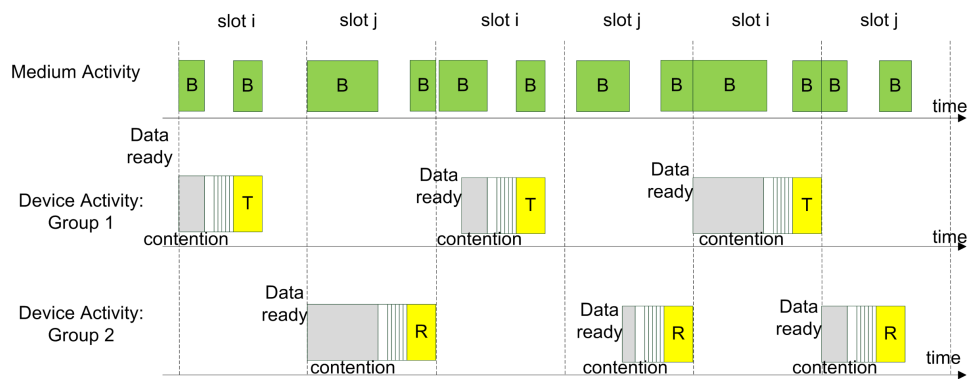 slot i slot j slot i slot j slot i slot j
Medium Activity
B B B B B B B B B B B B
time
Data
ready
Device Activity:
Group 1
T
contention
Data
ready
T
contention
Data
ready
T
contention
time
Device Activity:
Group 2
Data
ready
R
contention
Data
ready
R
contention
Data
ready
R
contention
time